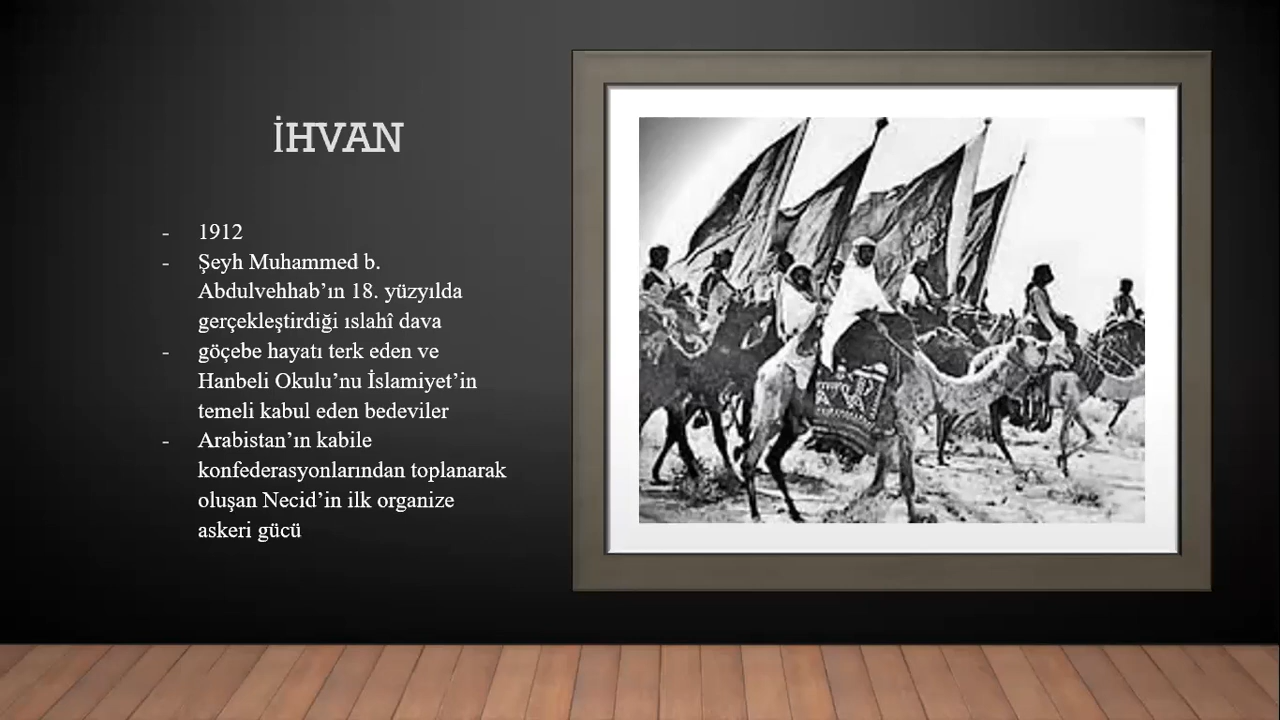 İHVAN
- 1912
- Şeyh Muhammed b.
Abdulvehhab’ın 18. yüzyılda
gerçekleştirdiği ıslahî dava
- göçebe hayatı terk eden ve
Hanbeli Okulu’nu İslamiyet’in
temeli kabul eden bedeviler
- Arabistan’ın kabile
konfederasyonlarından toplanarak
oluşan Necid’in ilk organize
askeri gücü